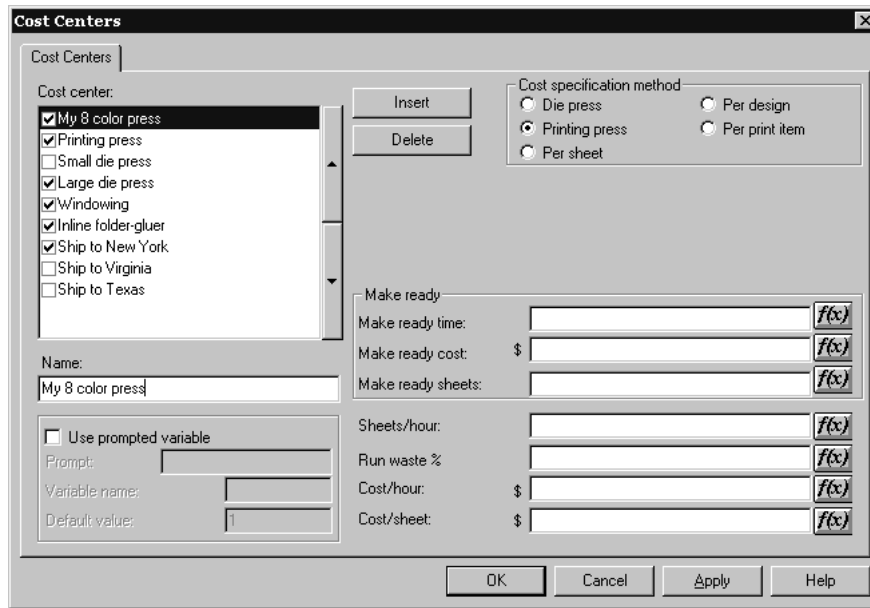 Cost Centers
Cost Centers
Cost center:
My 8 color press
Printing press
Small die press
Large die press
Windowing
Inline folder-gluer
Ship to New York
Ship to Virginia
Ship to Texas
Name:
My 8 color press
Use prompted variable
Prompt:
Variable name:
Default value: 1
Insert
Delete
Cost specification method
Die press
Per design
Printing press
Per print item
Per sheet
Make ready
Make ready time: f(x)
Make ready cost: $ f(x)
Make ready sheets: f(x)
Sheets/hour: f(x)
Run waste % f(x)
Cost/hour: $ f(x)
Cost/sheet: $ f(x)
OK Cancel Apply Help